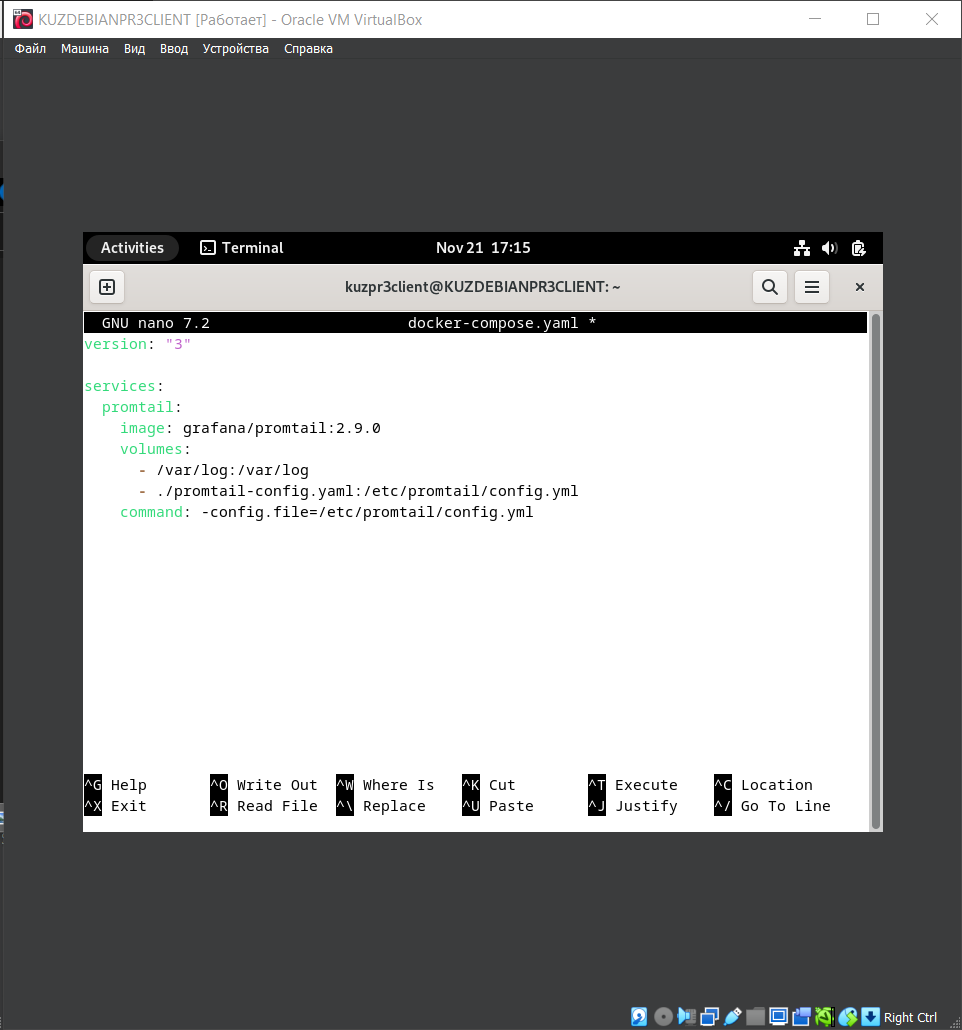 KUZDEBIANPR3CLIENT [Работает] - Oracle VM VirtualBox
Файл Машина Вид Ввод Устройства Справка
Activities Terminal Nov 21 17:15
kuzpr3client@KUZDEBIANPR3CLIENT: ~
GNU nano 7.2 docker-compose.yaml *
version: "3"
services:
  promtail:
    image: grafana/promtail:2.9.0
    volumes:
      - /var/log:/var/log
      - ./promtail-config.yaml:/etc/promtail/config.yml
    command: -config.file=/etc/promtail/config.yml
^G Help ^O Write Out ^W Where Is ^K Cut ^T Execute ^C Location
^X Exit ^R Read File ^\ Replace ^U Paste ^J Justify ^/ Go To Line
Right Ctrl